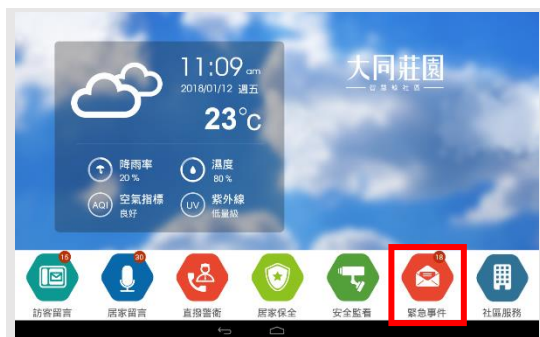 11:09 am
2018/01/12 週五
23°C
大同莊園
降雨率
20 %
濕度
80 %
AQI
空氣指標
良好
UV
紫外線
低量級
16
30
18
訪客留言
居家留言
直撥警衛
居家保全
安全監看
緊急事件
社區服務